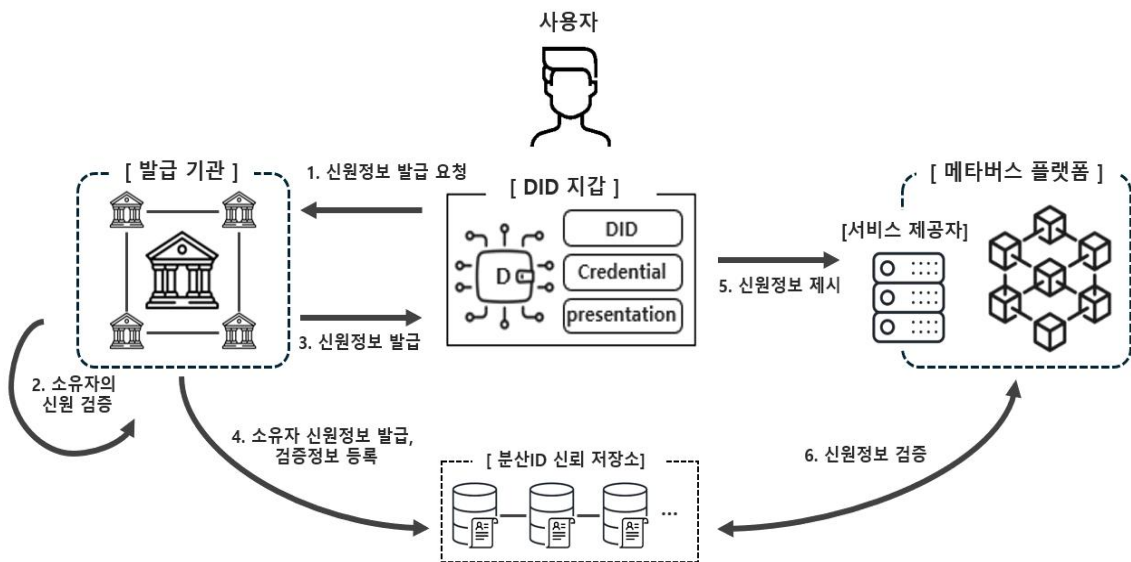 사용자
[ 발급 기관 ]
1. 신원정보 발급 요청
[ DID 지갑 ]
D
DID
Credential
presentation
[ 메타버스 플랫폼 ]
[서비스 제공자]
5. 신원정보 제시
3. 신원정보 발급
2. 소유자의
신원 검증
4. 소유자 신원정보 발급,
검증정보 등록
[ 분산ID 신뢰 저장소]
...
6. 신원정보 검증